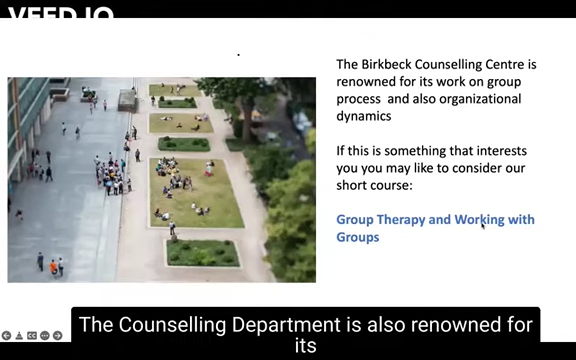 VEED.IO
The Birkbeck Counselling Centre is
renowned for its work on group
process and also organizational
dynamics
If this is something that interests
you you may like to consider our
short course:
Group Therapy and Working with
Groups
The Counselling Department is also renowned for
its